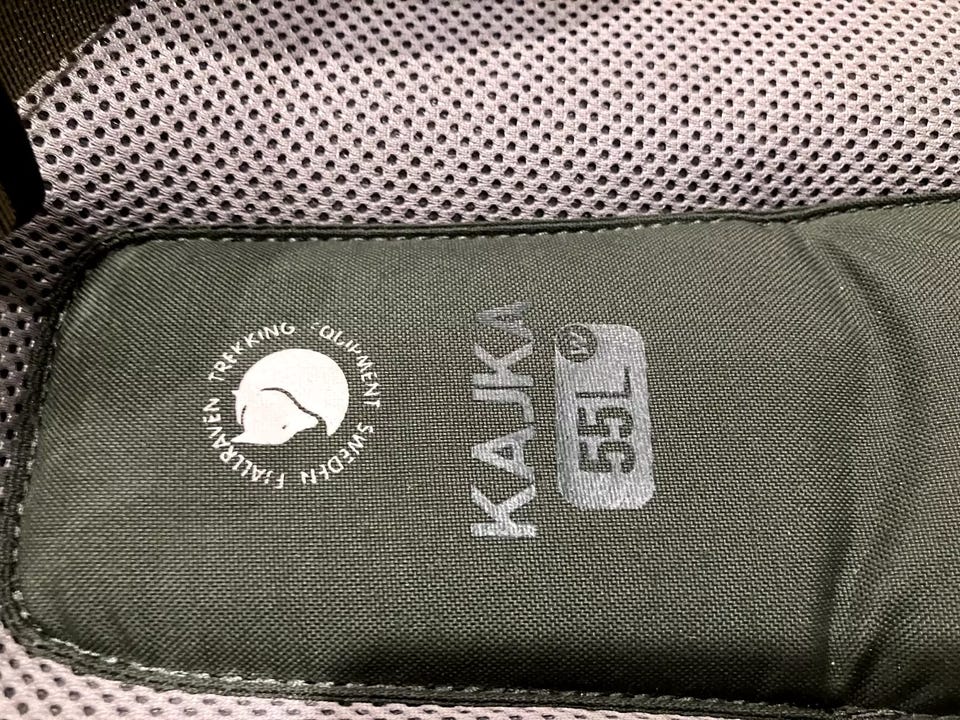 FJÄLLRÄVEN TREKKING EQUIPMENT SWEDEN
KAJKA
55L W